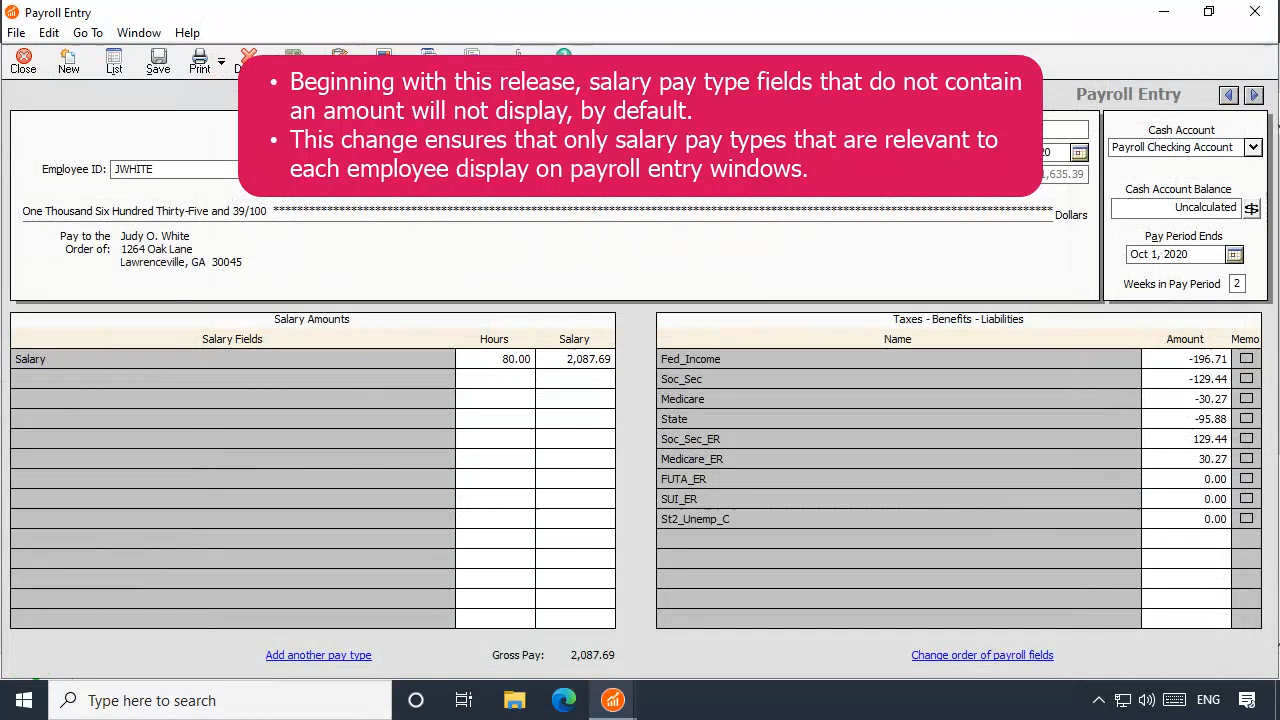 Payroll Entry
File Edit Go To Window Help
Close New List Save Print
• Beginning with this release, salary pay type fields that do not contain
an amount will not display, by default.
• This change ensures that only salary pay types that are relevant to
each employee display on payroll entry windows.
Payroll Entry
Employee ID: JWHITE
20
1,635.39
One Thousand Six Hundred Thirty-Five and 39/100 Dollars
Pay to the Order of:
Judy O. White
1264 Oak Lane
Lawrenceville, GA 30045
Cash Account
Payroll Checking Account
Cash Account Balance
Uncalculated
Pay Period Ends
Oct 1, 2020
Weeks in Pay Period 2
Salary Amounts
Salary Fields Hours Salary
Salary 80.00 2,087.69
Add another pay type Gross Pay: 2,087.69
Taxes - Benefits - Liabilities
Name Amount Memo
Fed_Income -196.71
Soc_Sec -129.44
Medicare -30.27
State -95.88
Soc_Sec_ER 129.44
Medicare_ER 30.27
FUTA_ER 0.00
SUI_ER 0.00
St2_Unemp_C 0.00
Change order of payroll fields
Type here to search
ENG